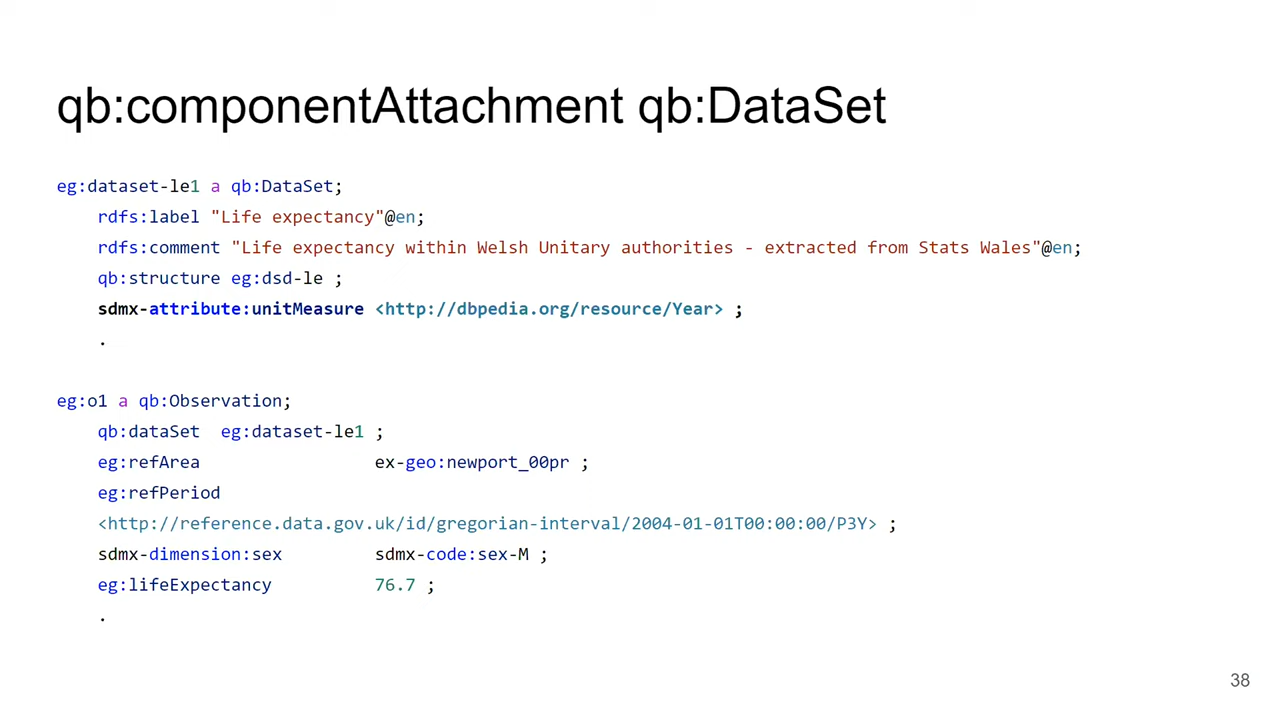 qb:componentAttachment qb:DataSet
eg:dataset-le1 a qb:DataSet;
rdfs:label "Life expectancy"@en;
rdfs:comment "Life expectancy within Welsh Unitary authorities - extracted from Stats Wales"@en;
qb:structure eg:dsd-le ;
sdmx-attribute:unitMeasure <http://dbpedia.org/resource/Year> ;
.
eg:o1 a qb:Observation;
qb:dataSet eg:dataset-le1 ;
eg:refArea ex-geo:newport_00pr ;
eg:refPeriod
<http://reference.data.gov.uk/id/gregorian-interval/2004-01-01T00:00:00/P3Y> ;
sdmx-dimension:sex sdmx-code:sex-M ;
eg:lifeExpectancy 76.7 ;
.
38